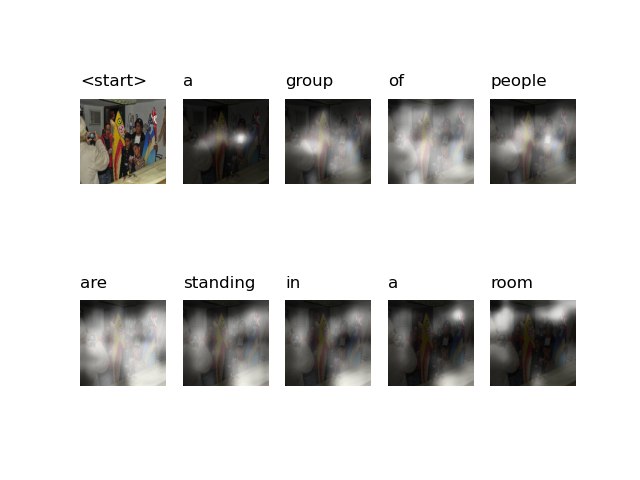 <start> a group of people
are standing in a room